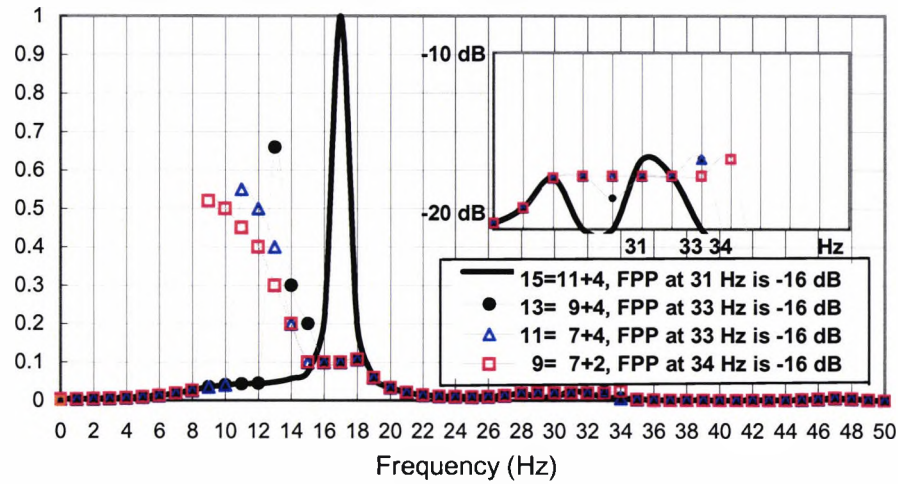 1
0.9
0.8
0.7
0.6
0.5
0.4
0.3
0.2
0.1
0
-10 dB
-20 dB
31 33 34 Hz
15=11+4, FPP at 31 Hz is -16 dB
13= 9+4, FPP at 33 Hz is -16 dB
11= 7+4, FPP at 33 Hz is -16 dB
9= 7+2, FPP at 34 Hz is -16 dB
0 2 4 6 8 10 12 14 16 18 20 22 24 26 28 30 32 34 36 38 40 42 44 46 48 50
Frequency (Hz)